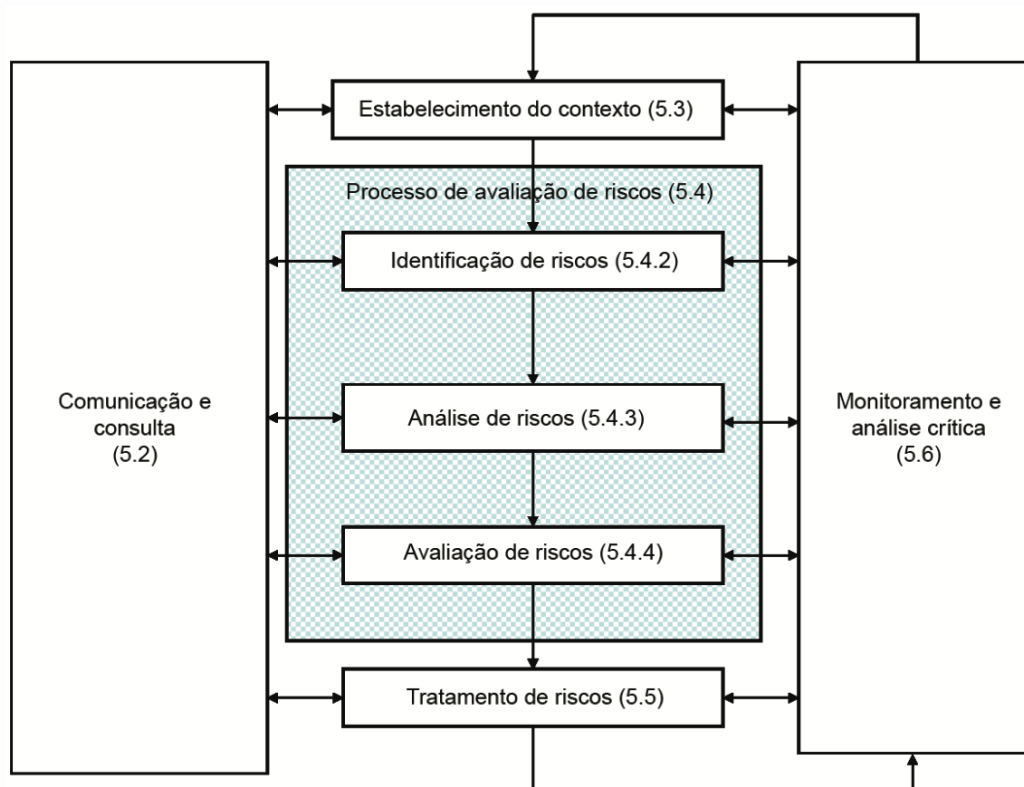 Estabelecimento do contexto (5.3)
Processo de avaliação de riscos (5.4)
Identificação de riscos (5.4.2)
Análise de riscos (5.4.3)
Avaliação de riscos (5.4.4)
Tratamento de riscos (5.5)
Comunicação e
consulta
(5.2)
Monitoramento e
análise crítica
(5.6)